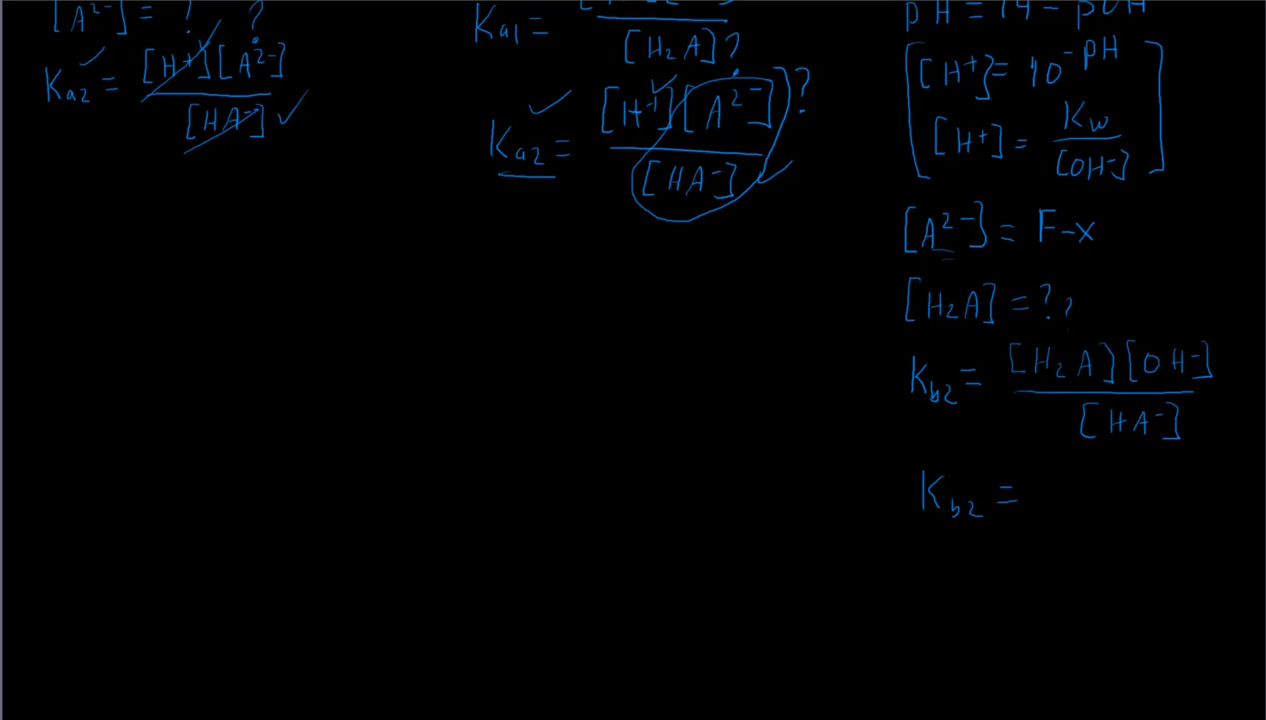 [A²⁻] = ? ?
Ka2 = [H⁺][A²⁻] / [HA⁻]
Ka1 = / [H₂A] ?
Ka2 = [H⁺][A²⁻] / [HA⁻] ?
pH = 14 - pOH
[H⁺] = 10^-pH
[H⁺] = Kw / [OH⁻]
[A²⁻] = F - x
[H₂A] = ??
Kb2 = [H₂A][OH⁻] / [HA⁻]
Kb2 =